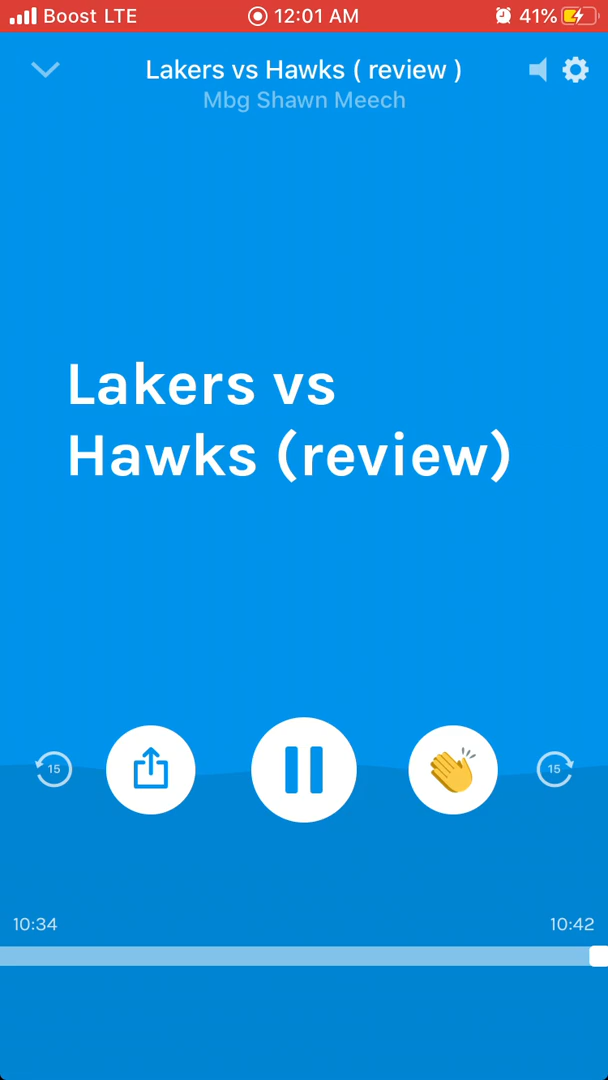 Boost LTE 12:01 AM 41%
Lakers vs Hawks ( review )
Mbg Shawn Meech
Lakers vs
Hawks (review)
15 15
10:34 10:42